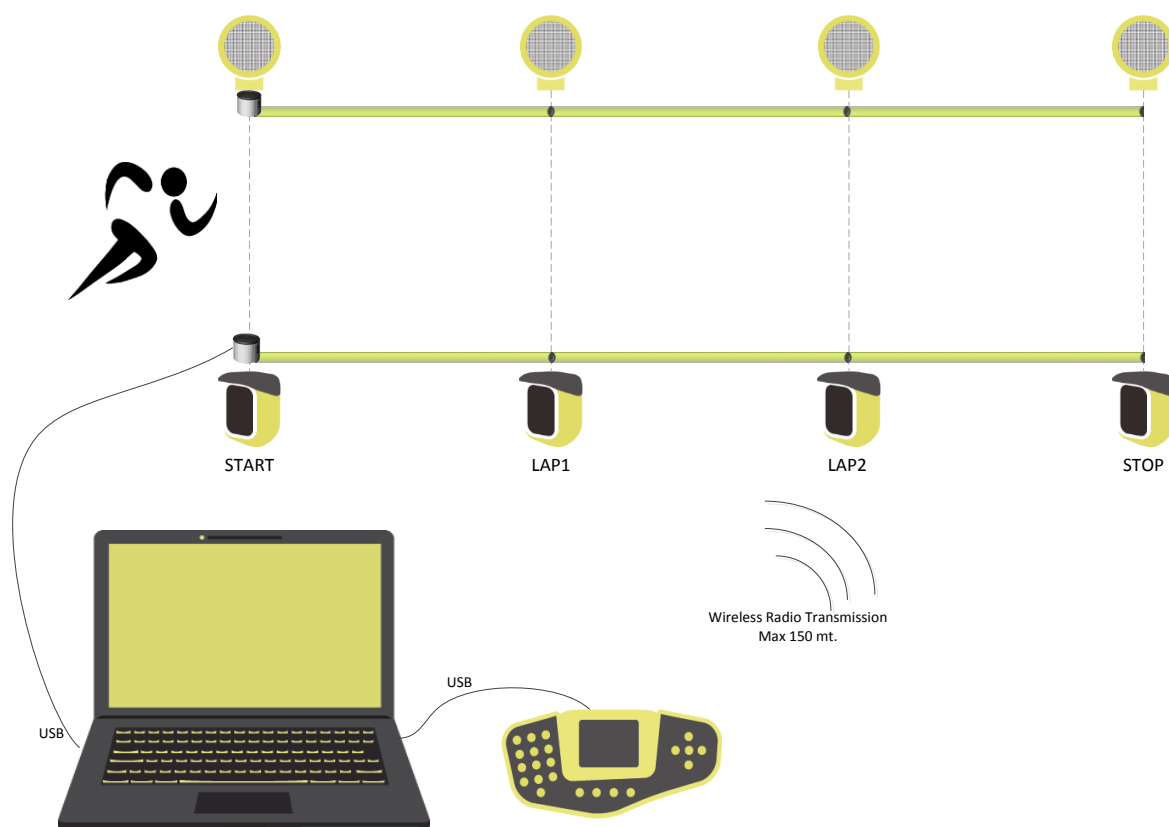 START
LAP1
LAP2
STOP
Wireless Radio Transmission
Max 150 mt.
USB
USB